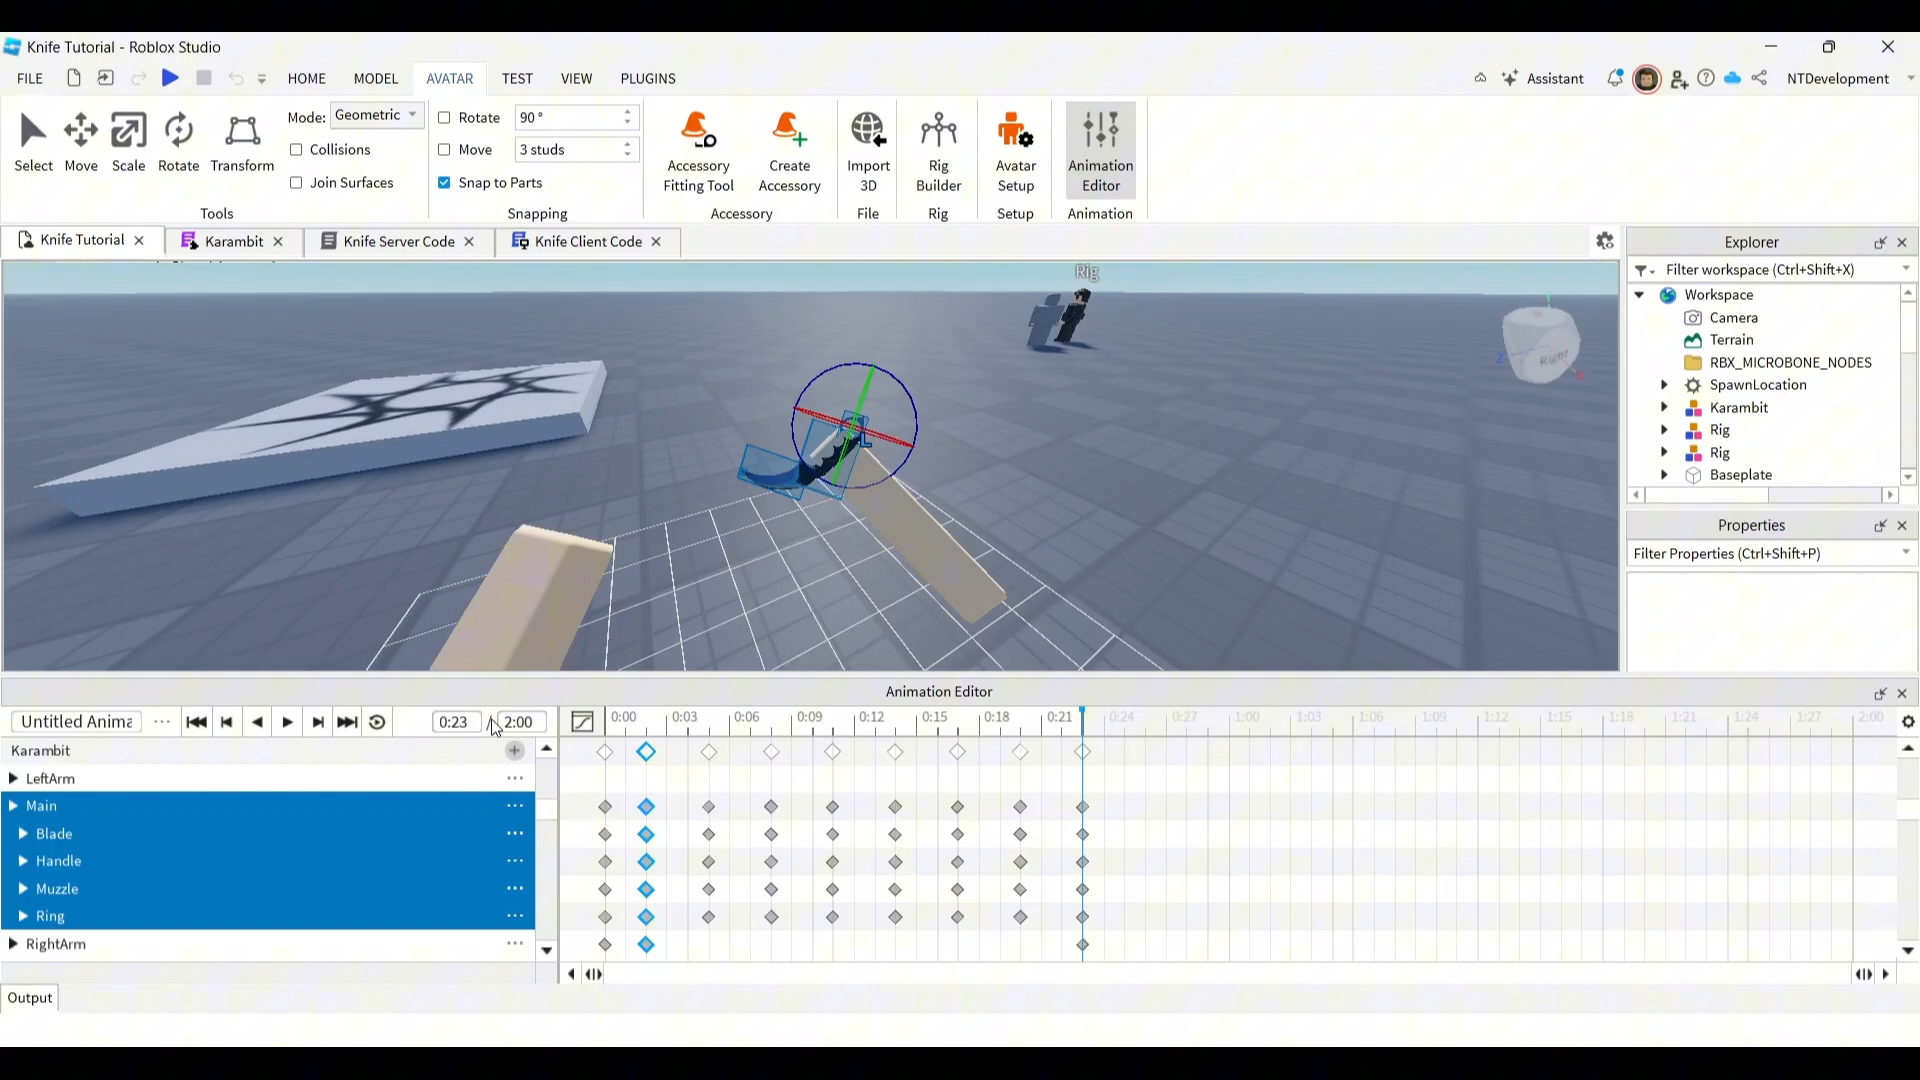 Knife Tutorial - Roblox Studio
FILE HOME MODEL AVATAR TEST VIEW PLUGINS Assistant NTDevelopment
Select Move Scale Rotate Transform
Mode: Geometric
Collisions
Join Surfaces
Tools
Rotate 90 °
Move 3 studs
Snap to Parts
Snapping
Accessory Fitting Tool
Create Accessory
Accessory
Import 3D
File
Rig Builder
Rig
Avatar Setup
Setup
Animation Editor
Animation
Knife Tutorial Karambit Knife Server Code Knife Client Code
Rig
Right
Explorer
Filter workspace (Ctrl+Shift+X)
Workspace
Camera
Terrain
RBX_MICROBONE_NODES
SpawnLocation
Karambit
Rig
Rig
Baseplate
Properties
Filter Properties (Ctrl+Shift+P)
Animation Editor
Untitled Anima 0:23 / 2:00
0:00 0:03 0:06 0:09 0:12 0:15 0:18 0:21 0:24 0:27 1:00 1:03 1:06 1:09 1:12 1:15 1:18 1:21 1:24 1:27 2:00
Karambit
LeftArm
Main
Blade
Handle
Muzzle
Ring
RightArm
Output